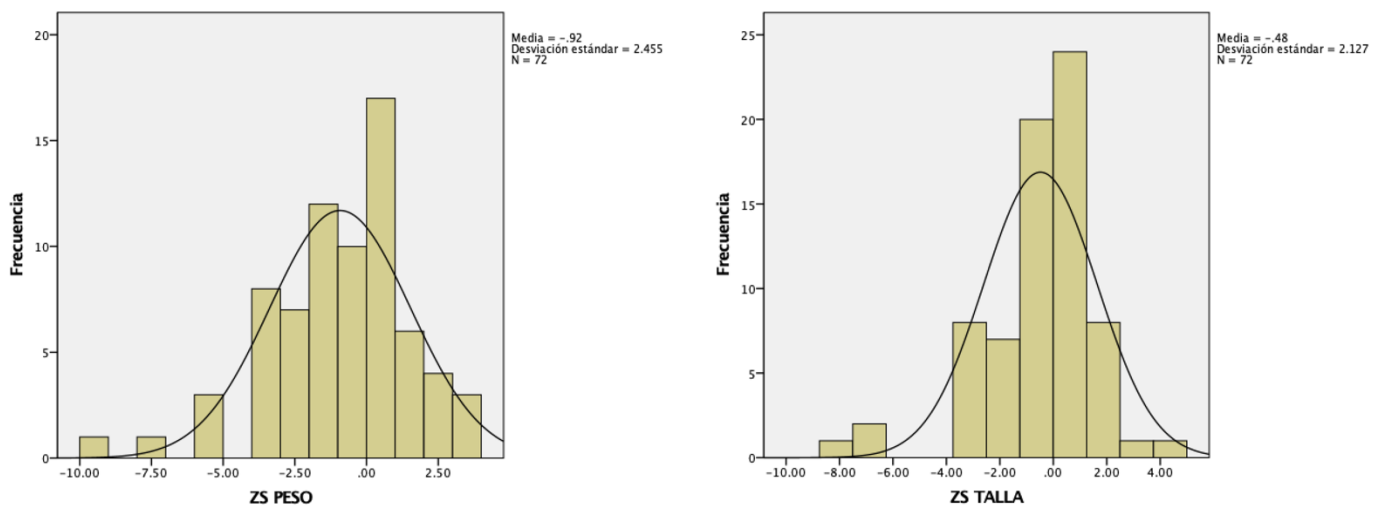 Media = -.92
Desviación estándar = 2.455
N = 72
20
15
10
5
0
Frecuencia
-10.00 -7.50 -5.00 -2.50 .00 2.50
ZS PESO
Media = -.48
Desviación estándar = 2.127
N = 72
25
20
15
10
5
0
Frecuencia
-10.00 -8.00 -6.00 -4.00 -2.00 .00 2.00 4.00
ZS TALLA